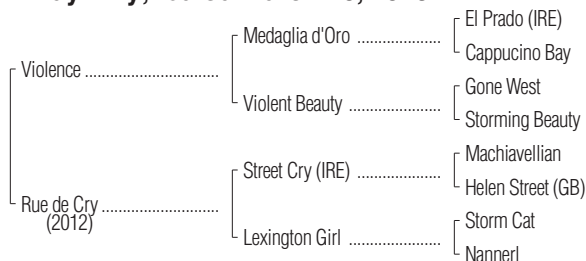 El Prado (IRE)
Medaglia d'Oro ......................
Cappucino Bay
Violence ................................
Gone West
Violent Beauty ......................
Storming Beauty
Machiavellian
Street Cry (IRE) ....................
Helen Street (GB)
Rue de Cry ............................
(2012)
Storm Cat
Lexington Girl ......................
Nannerl